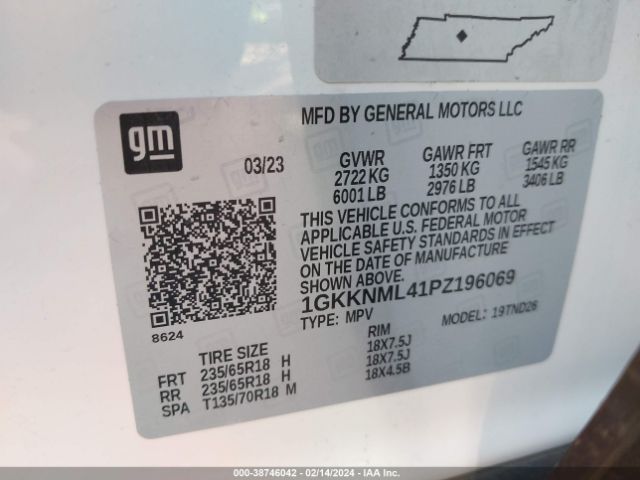 gm
MFD BY GENERAL MOTORS LLC
03/23
GVWR GAWR FRT GAWR RR
2722 KG 1350 KG 1545 KG
6001 LB 2976 LB 3406 LB
THIS VEHICLE CONFORMS TO ALL
APPLICABLE U.S. FEDERAL MOTOR
VEHICLE SAFETY STANDARDS IN EFFECT
ON THE DATE OF MANUFACTURE
SHOWN ABOVE.
1GKKNML41PZ196069
TYPE: MPV MODEL: 19TND26
8624
TIRE SIZE RIM
FRT 235/65R18 H 18X7.5J
RR 235/65R18 H 18X7.5J
SPA T135/70R18 M 18X4.5B
000-38746042 - 02/14/2024 - IAA Inc.